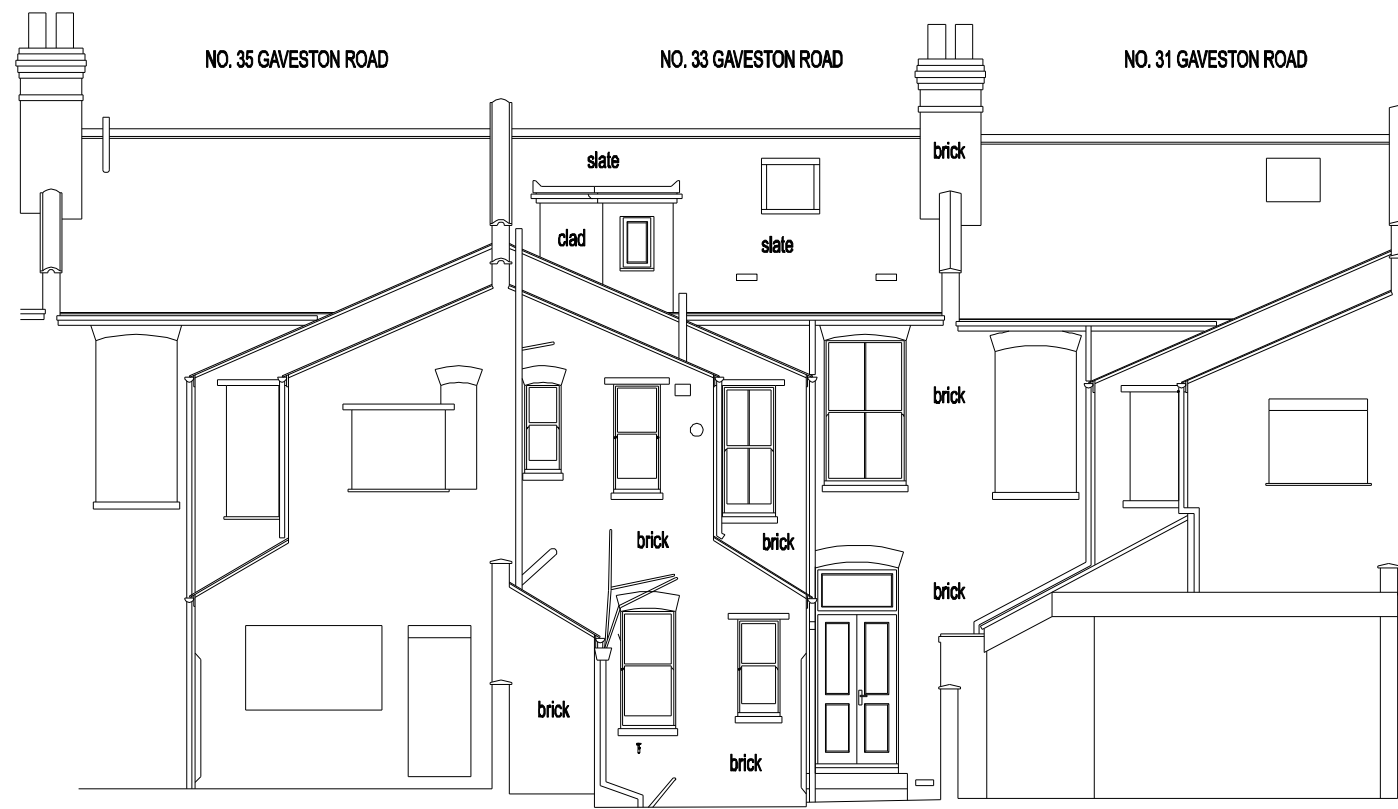 NO. 35 GAVESTON ROAD
NO. 33 GAVESTON ROAD
NO. 31 GAVESTON ROAD
brick
slate
clad
slate
brick
brick
brick
brick
brick
brick